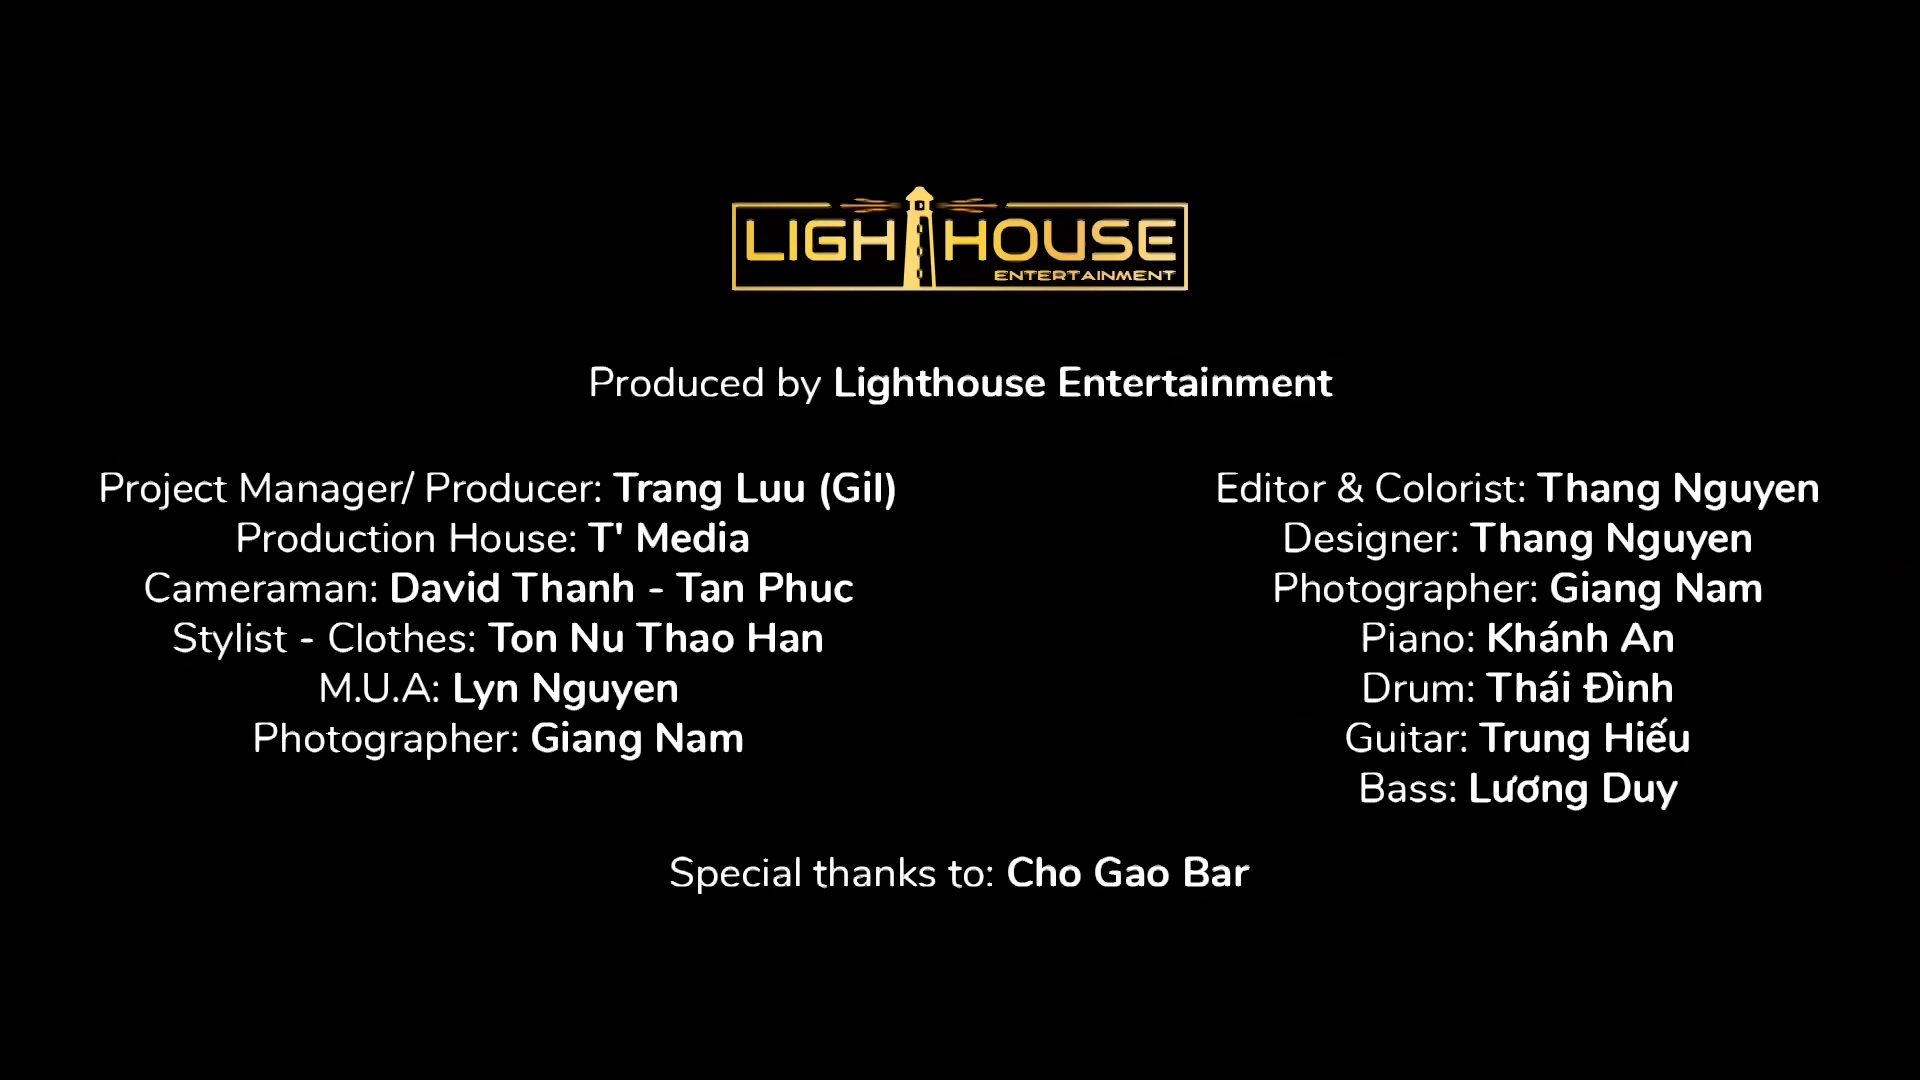 LIGHTHOUSE
ENTERTAINMENT
Produced by Lighthouse Entertainment
Project Manager/ Producer: Trang Luu (Gil)
Production House: T' Media
Cameraman: David Thanh - Tan Phuc
Stylist - Clothes: Ton Nu Thao Han
M.U.A: Lyn Nguyen
Photographer: Giang Nam
Editor & Colorist: Thang Nguyen
Designer: Thang Nguyen
Photographer: Giang Nam
Piano: Khánh An
Drum: Thái Đình
Guitar: Trung Hiếu
Bass: Lương Duy
Special thanks to: Cho Gao Bar